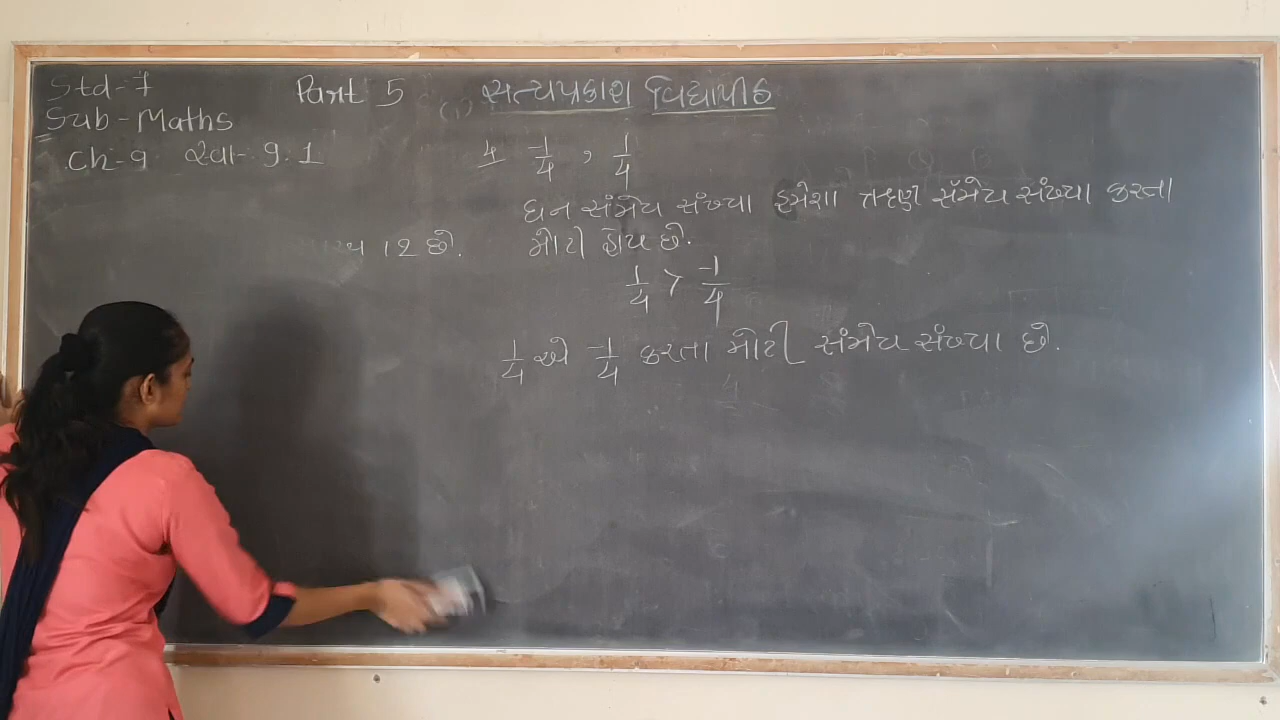 Std-7
Part 5
સત્યપ્રકાશ વિદ્યાપીઠ
Sub-Maths
Ch-9 સ્વા- 9.1
4 -1/4 , 1/4
ધન સંમેય સંખ્યા હંમેશા ઋણ સંમેય સંખ્યા કરતા
મોટી હોય છે.
12 છે.
1/4 > -1/4
1/4 એ -1/4 કરતા મોટી સંમેય સંખ્યા છે.